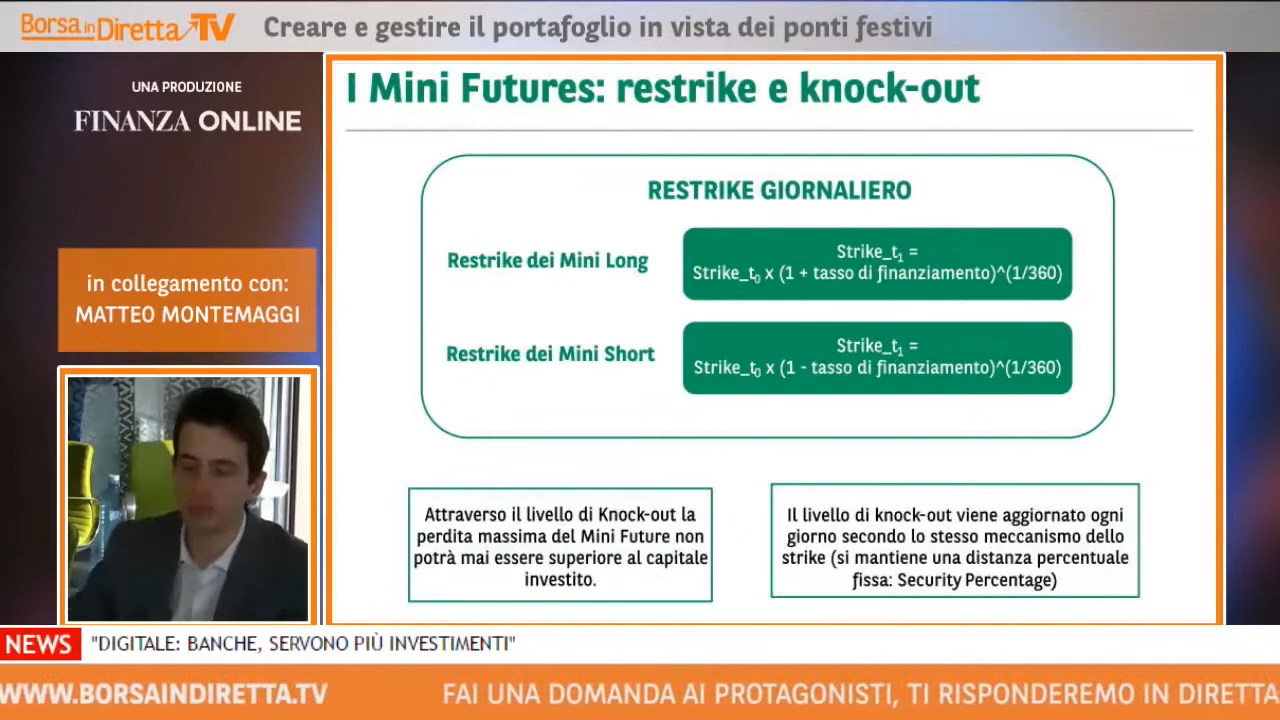 Borsa in Diretta TV
Creare e gestire il portafoglio in vista dei ponti festivi
UNA PRODUZIONE
FINANZA ONLINE
in collegamento con:
MATTEO MONTEMAGGI
I Mini Futures: restrike e knock-out
RESTRIKE GIORNALIERO
Restrike dei Mini Long
Strike_t₁ =
Strike_t₀ x (1 + tasso di finanziamento)^(1/360)
Restrike dei Mini Short
Strike_t₁ =
Strike_t₀ x (1 - tasso di finanziamento)^(1/360)
Attraverso il livello di Knock-out la
perdita massima del Mini Future non
potrà mai essere superiore al capitale
investito.
Il livello di knock-out viene aggiornato ogni
giorno secondo lo stesso meccanismo dello
strike (si mantiene una distanza percentuale
fissa: Security Percentage)
NEWS "DIGITALE: BANCHE, SERVONO PIÙ INVESTIMENTI"
WWW.BORSAINDIRETTA.TV FAI UNA DOMANDA AI PROTAGONISTI, TI RISPONDEREMO IN DIRETTA